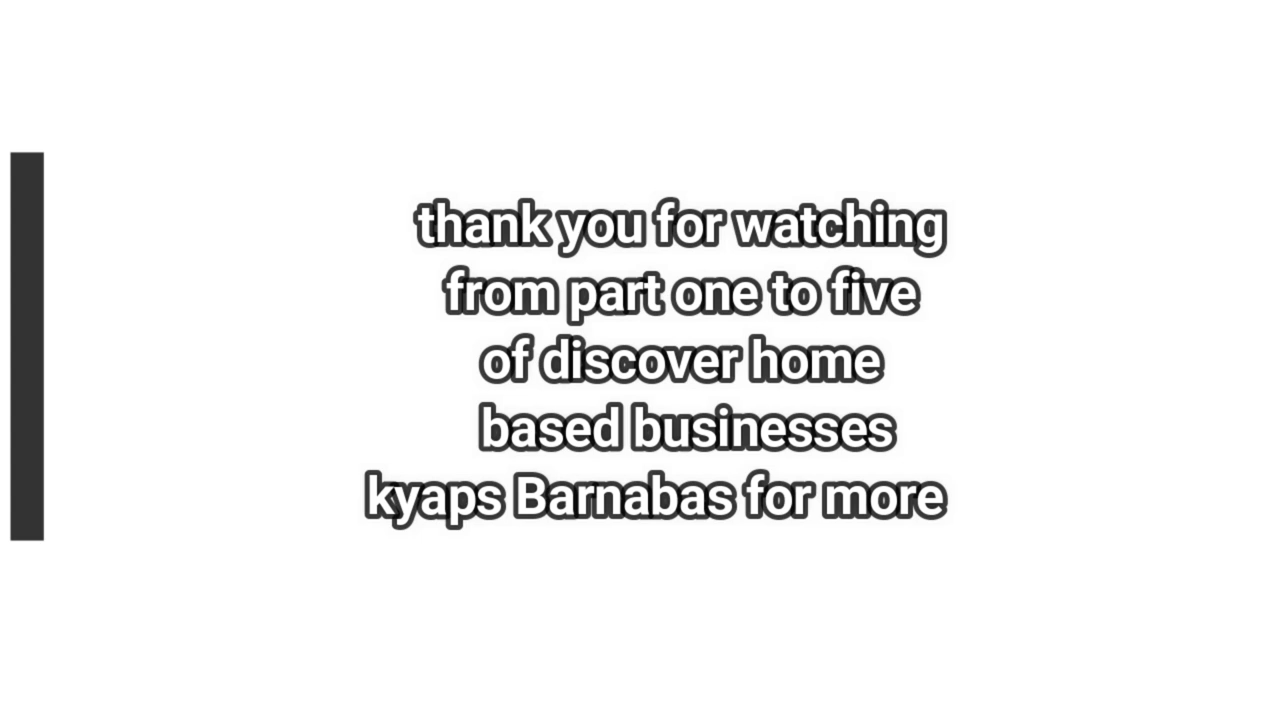 thank you for watching
from part one to five
of discover home
based businesses
kyaps Barnabas for more